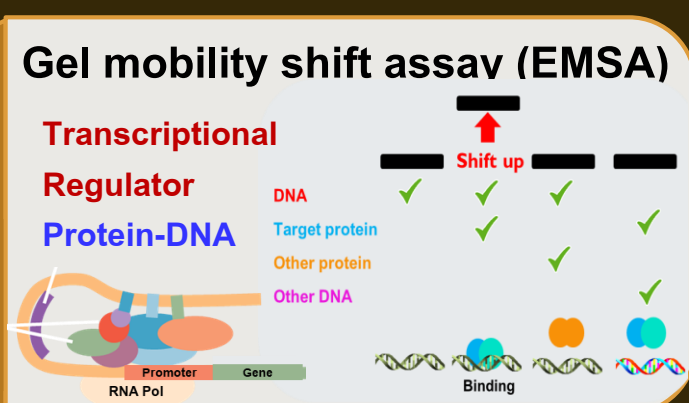 Gel mobility shift assay (EMSA)
Transcriptional
Regulator
Protein-DNA
Shift up
DNA
Target protein
Other protein
Other DNA
Binding
Promoter
Gene
RNA Pol